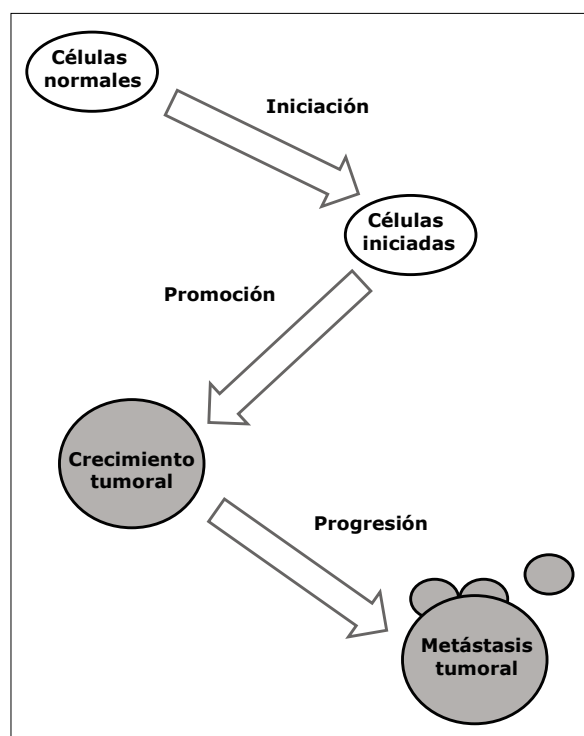 Células
normales
Iniciación
Células
iniciadas
Promoción
Crecimiento
tumoral
Progresión
Metástasis
tumoral